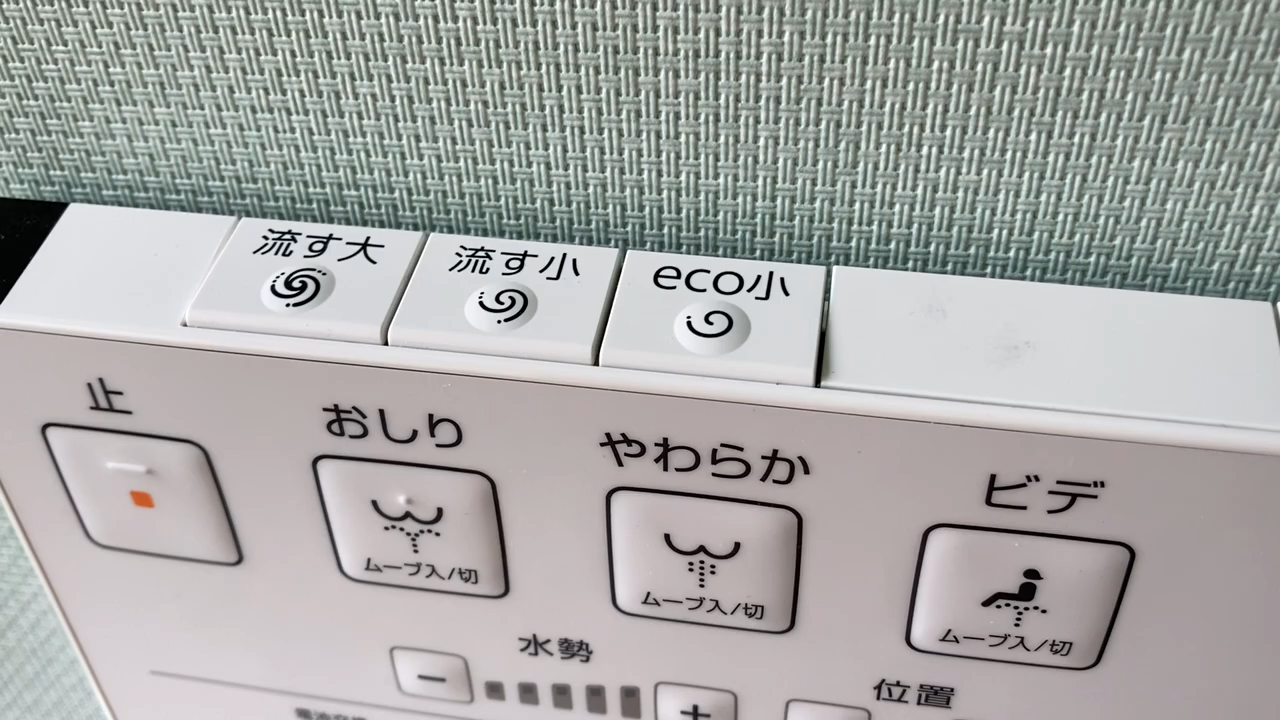 流す大
流す小
eco小
止
おしり
やわらか
ビデ
ムーブ入/切
ムーブ入/切
ムーブ入/切
水勢
位置
－
＋